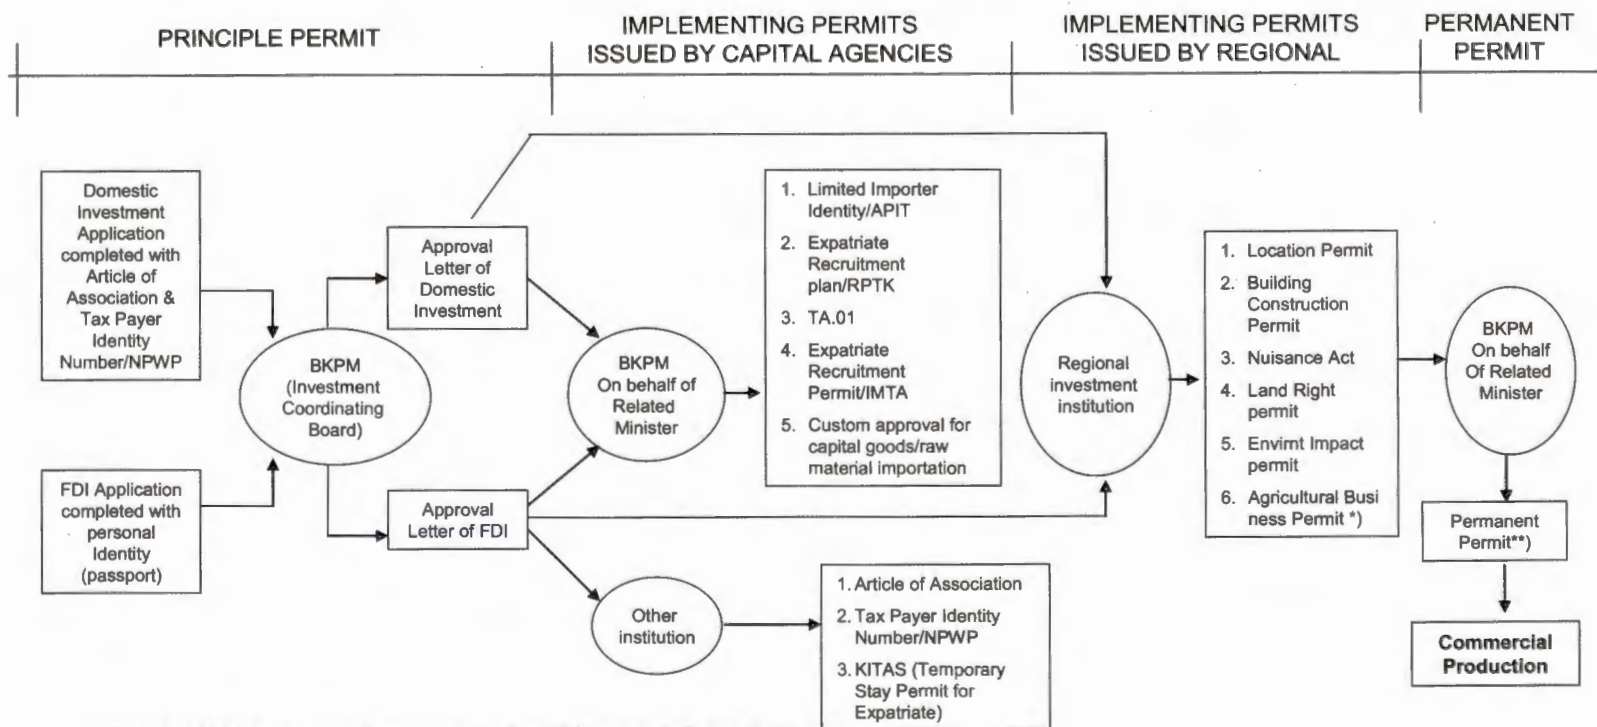 PRINCIPLE PERMIT
IMPLEMENTING PERMITS
ISSUED BY CAPITAL AGENCIES
IMPLEMENTING PERMITS
ISSUED BY REGIONAL
PERMANENT
PERMIT
Domestic
Investment
Application
completed with
Article of
Association &
Tax Payer
Identity
Number/NPWP
FDI Application
completed with
personal
Identity
(passport)
BKPM
(Investment
Coordinating
Board)
Approval
Letter of
Domestic
Investment
Approval
Letter of FDI
BKPM
On behalf of
Related
Minister
Other
institution
1. Limited Importer
Identity/APIT
2. Expatriate
Recruitment
plan/RPTK
3. TA.01
4. Expatriate
Recruitment
Permit/IMTA
5. Custom approval for
capital goods/raw
material importation
1. Article of Association
2. Tax Payer Identity
Number/NPWP
3. KITAS (Temporary
Stay Permit for
Expatriate)
Regional
investment
institution
1. Location Permit
2. Building
Construction
Permit
3. Nuisance Act
4. Land Right
permit
5. Envirnt Impact
permit
6. Agricultural Busi
ness Permit *)
BKPM
On behalf
Of Related
Minister
Permanent
Permit**)
Commercial
Production